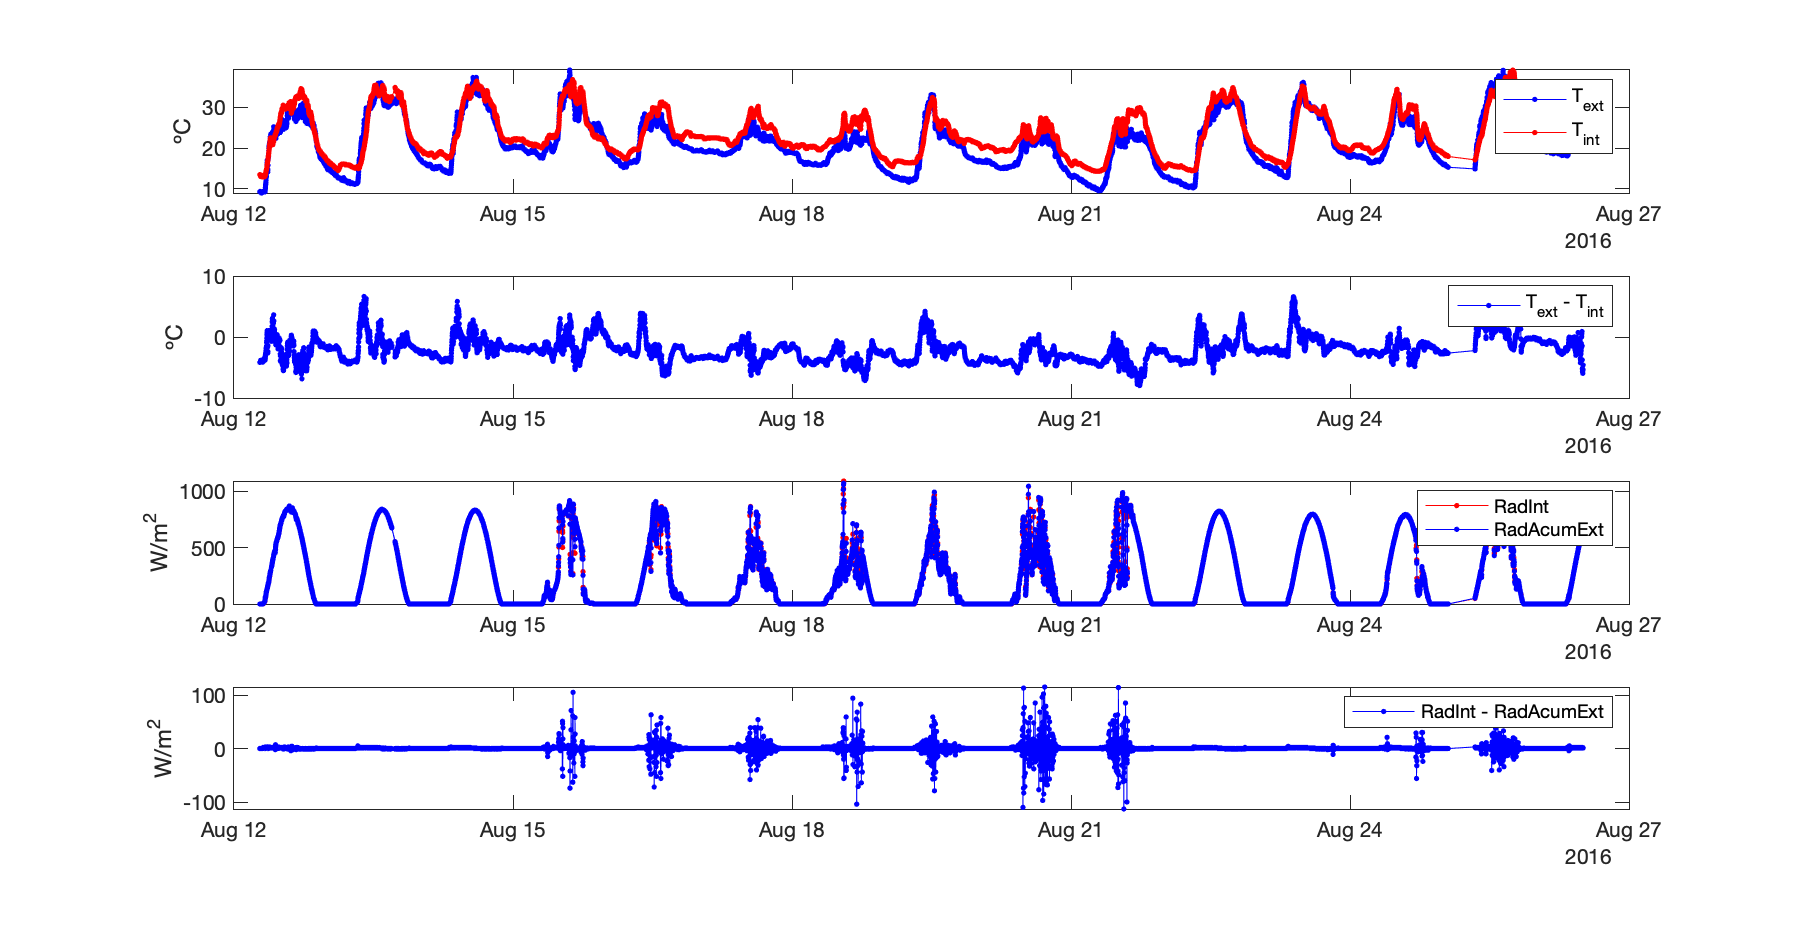 30
20
10
ºC
T_ext
T_int
Aug 12 Aug 15 Aug 18 Aug 21 Aug 24 Aug 27
2016
10
0
-10
ºC
T_ext - T_int
Aug 12 Aug 15 Aug 18 Aug 21 Aug 24 Aug 27
2016
1000
500
0
W/m²
RadInt
RadAcumExt
Aug 12 Aug 15 Aug 18 Aug 21 Aug 24 Aug 27
2016
100
0
-100
W/m²
RadInt - RadAcumExt
Aug 12 Aug 15 Aug 18 Aug 21 Aug 24 Aug 27
2016